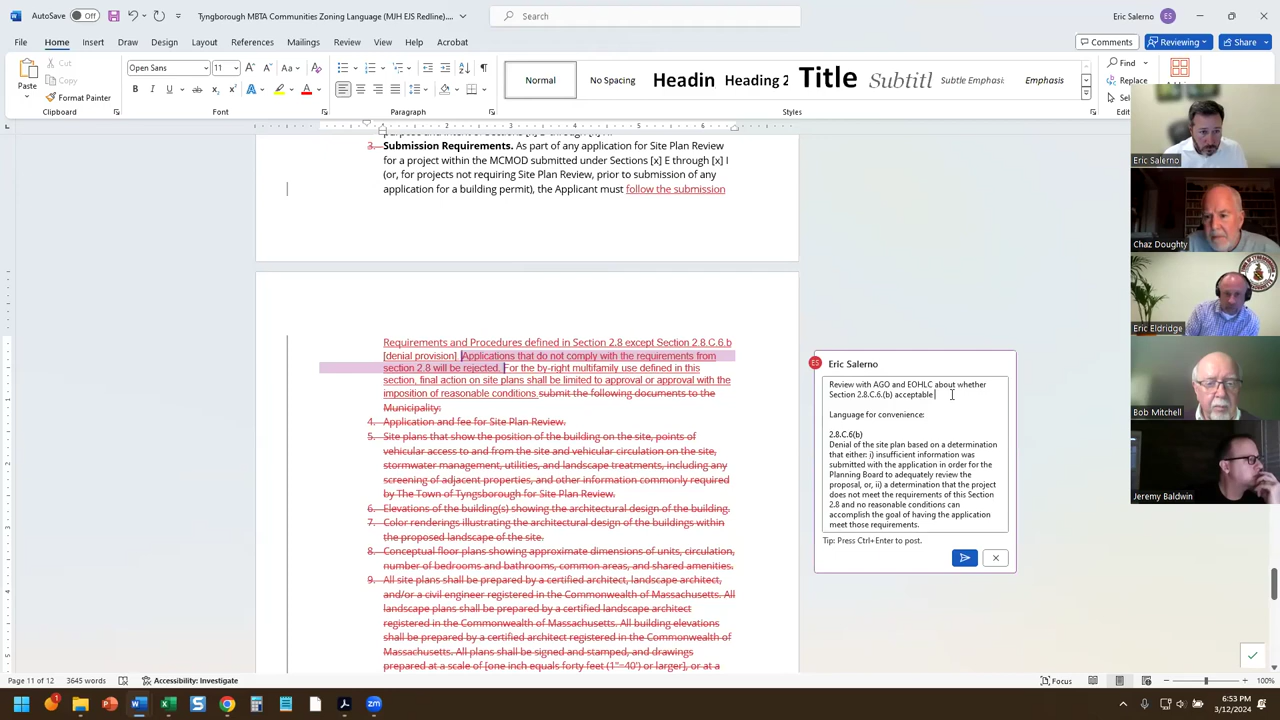 AutoSave Off
Tyngborough MBTA Communities Zoning Language (MJH EJS Redline)....
Search
Eric Salerno
ES
File Home Insert Draw Design Layout References Mailings Review View Help Acrobat
Comments Reviewing Share
Paste
Cut
Copy
Format Painter
Open Sans 11
Normal
No Spacing
Headin
Heading 2
Title
Subtitl
Subtle Emphasis
Emphasis
Find
Replace
Clipboard Font Paragraph Styles
3. Submission Requirements. As part of any application for Site Plan Review
for a project within the MCMOD submitted under Sections [x] E through [x] I
(or, for projects not requiring Site Plan Review, prior to submission of any
application for a building permit), the Applicant must follow the submission
Requirements and Procedures defined in Section 2.8 except Section 2.8.C.6.b
[denial provision]. Applications that do not comply with the requirements from
section 2.8 will be rejected. For the by-right multifamily use defined in this
section, final action on site plans shall be limited to approval or approval with the
imposition of reasonable conditions.submit the following documents to the
Municipality:
4. Application and fee for Site Plan Review.
5. Site plans that show the position of the building on the site, points of
vehicular access to and from the site and vehicular circulation on the site,
stormwater management, utilities, and landscape treatments, including any
screening of adjacent properties, and other information commonly required
by The Town of Tyngsborough for Site Plan Review.
6. Elevations of the building(s) showing the architectural design of the building.
7. Color renderings illustrating the architectural design of the buildings within
the proposed landscape of the site.
8. Conceptual floor plans showing approximate dimensions of units, circulation,
number of bedrooms and bathrooms, common areas, and shared amenities.
9. All site plans shall be prepared by a certified architect, landscape architect,
and/or a civil engineer registered in the Commonwealth of Massachusetts. All
landscape plans shall be prepared by a certified landscape architect
registered in the Commonwealth of Massachusetts. All building elevations
shall be prepared by a certified architect registered in the Commonwealth of
Massachusetts. All plans shall be signed and stamped, and drawings
prepared at a scale of [one inch equals forty feet (1"=40') or larger], or at a
ES Eric Salerno
Review with AGO and EOHLC about whether
Section 2.8.C.6.(b) acceptable
Language for convenience:
2.8.C.6(b)
Denial of the site plan based on a determination
that either: i) insufficient information was
submitted with the application in order for the
Planning Board to adequately review the
proposal, or, ii) a determination that the project
does not meet the requirements of this Section
2.8 and no reasonable conditions can
accomplish the goal of having the application
meet those requirements.
Tip: Press Ctrl+Enter to post.
Eric Salerno
Chaz Doughty
Eric Eldridge
Bob Mitchell
Jeremy Baldwin
Page 11 of 12 3645 words Accessibility: Investigate Focus 100%
6:53 PM
3/12/2024